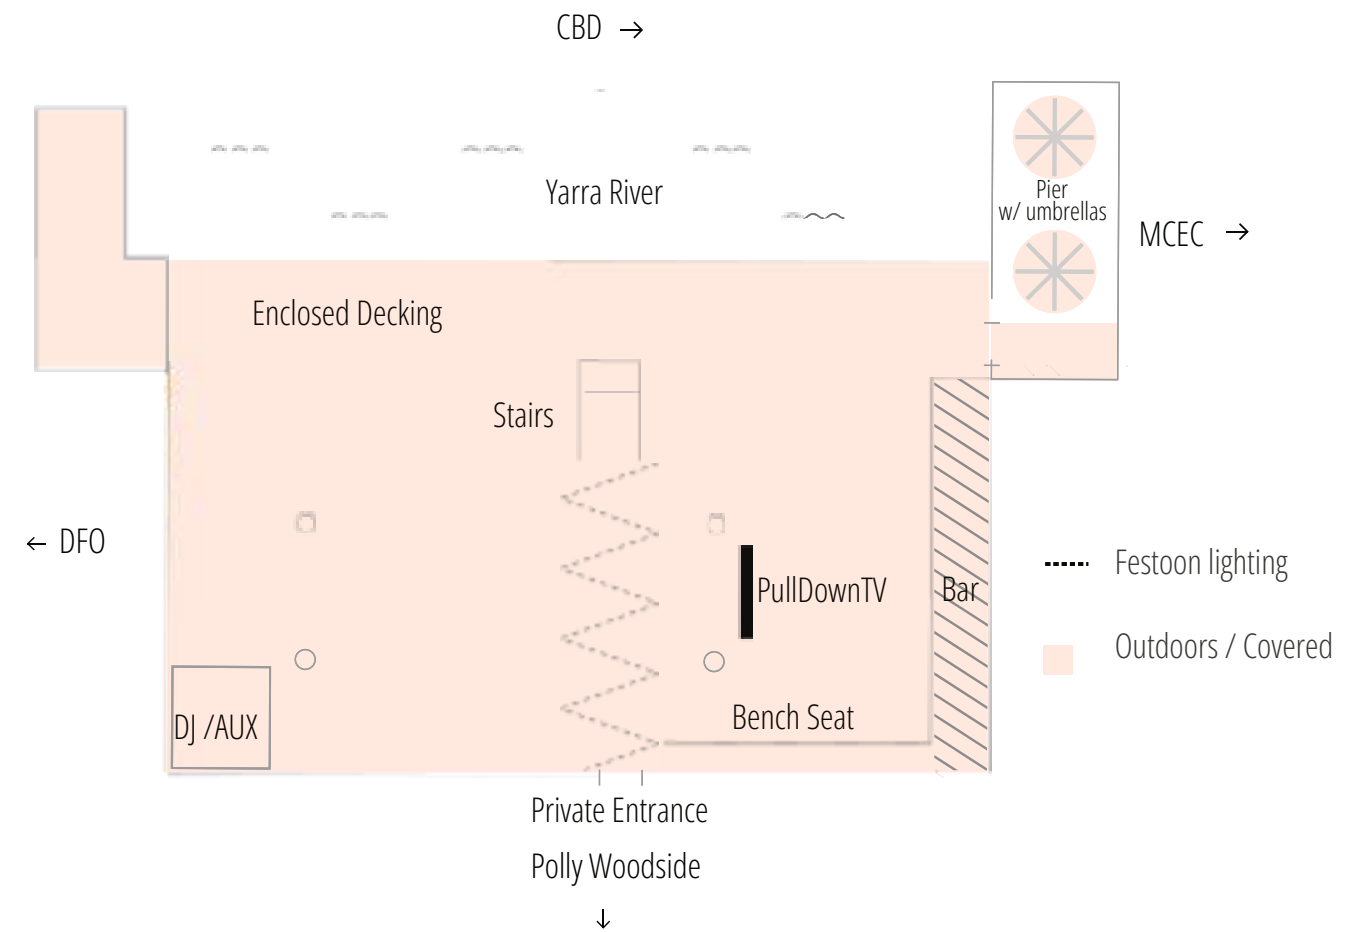 CBD →
Yarra River
Pier
w/ umbrellas
MCEC →
Enclosed Decking
Stairs
← DFO
Festoon lighting
PullDownTV
Bar
Outdoors / Covered
Bench Seat
DJ /AUX
Private Entrance
Polly Woodside
↓